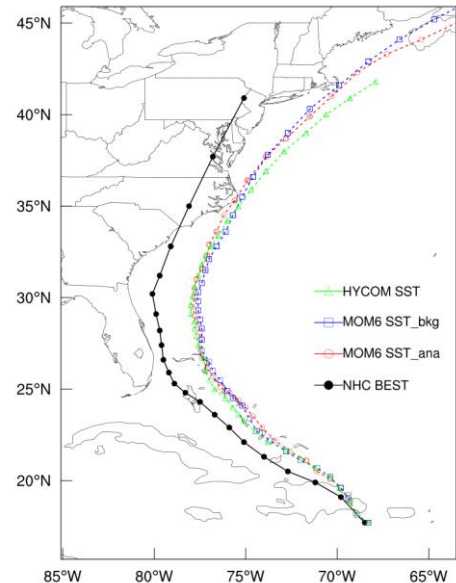 45°N
40°N
35°N
30°N
25°N
20°N
HYCOM SST
MOM6 SST_bkg
MOM6 SST_ana
NHC BEST
85°W 80°W 75°W 70°W 65°W